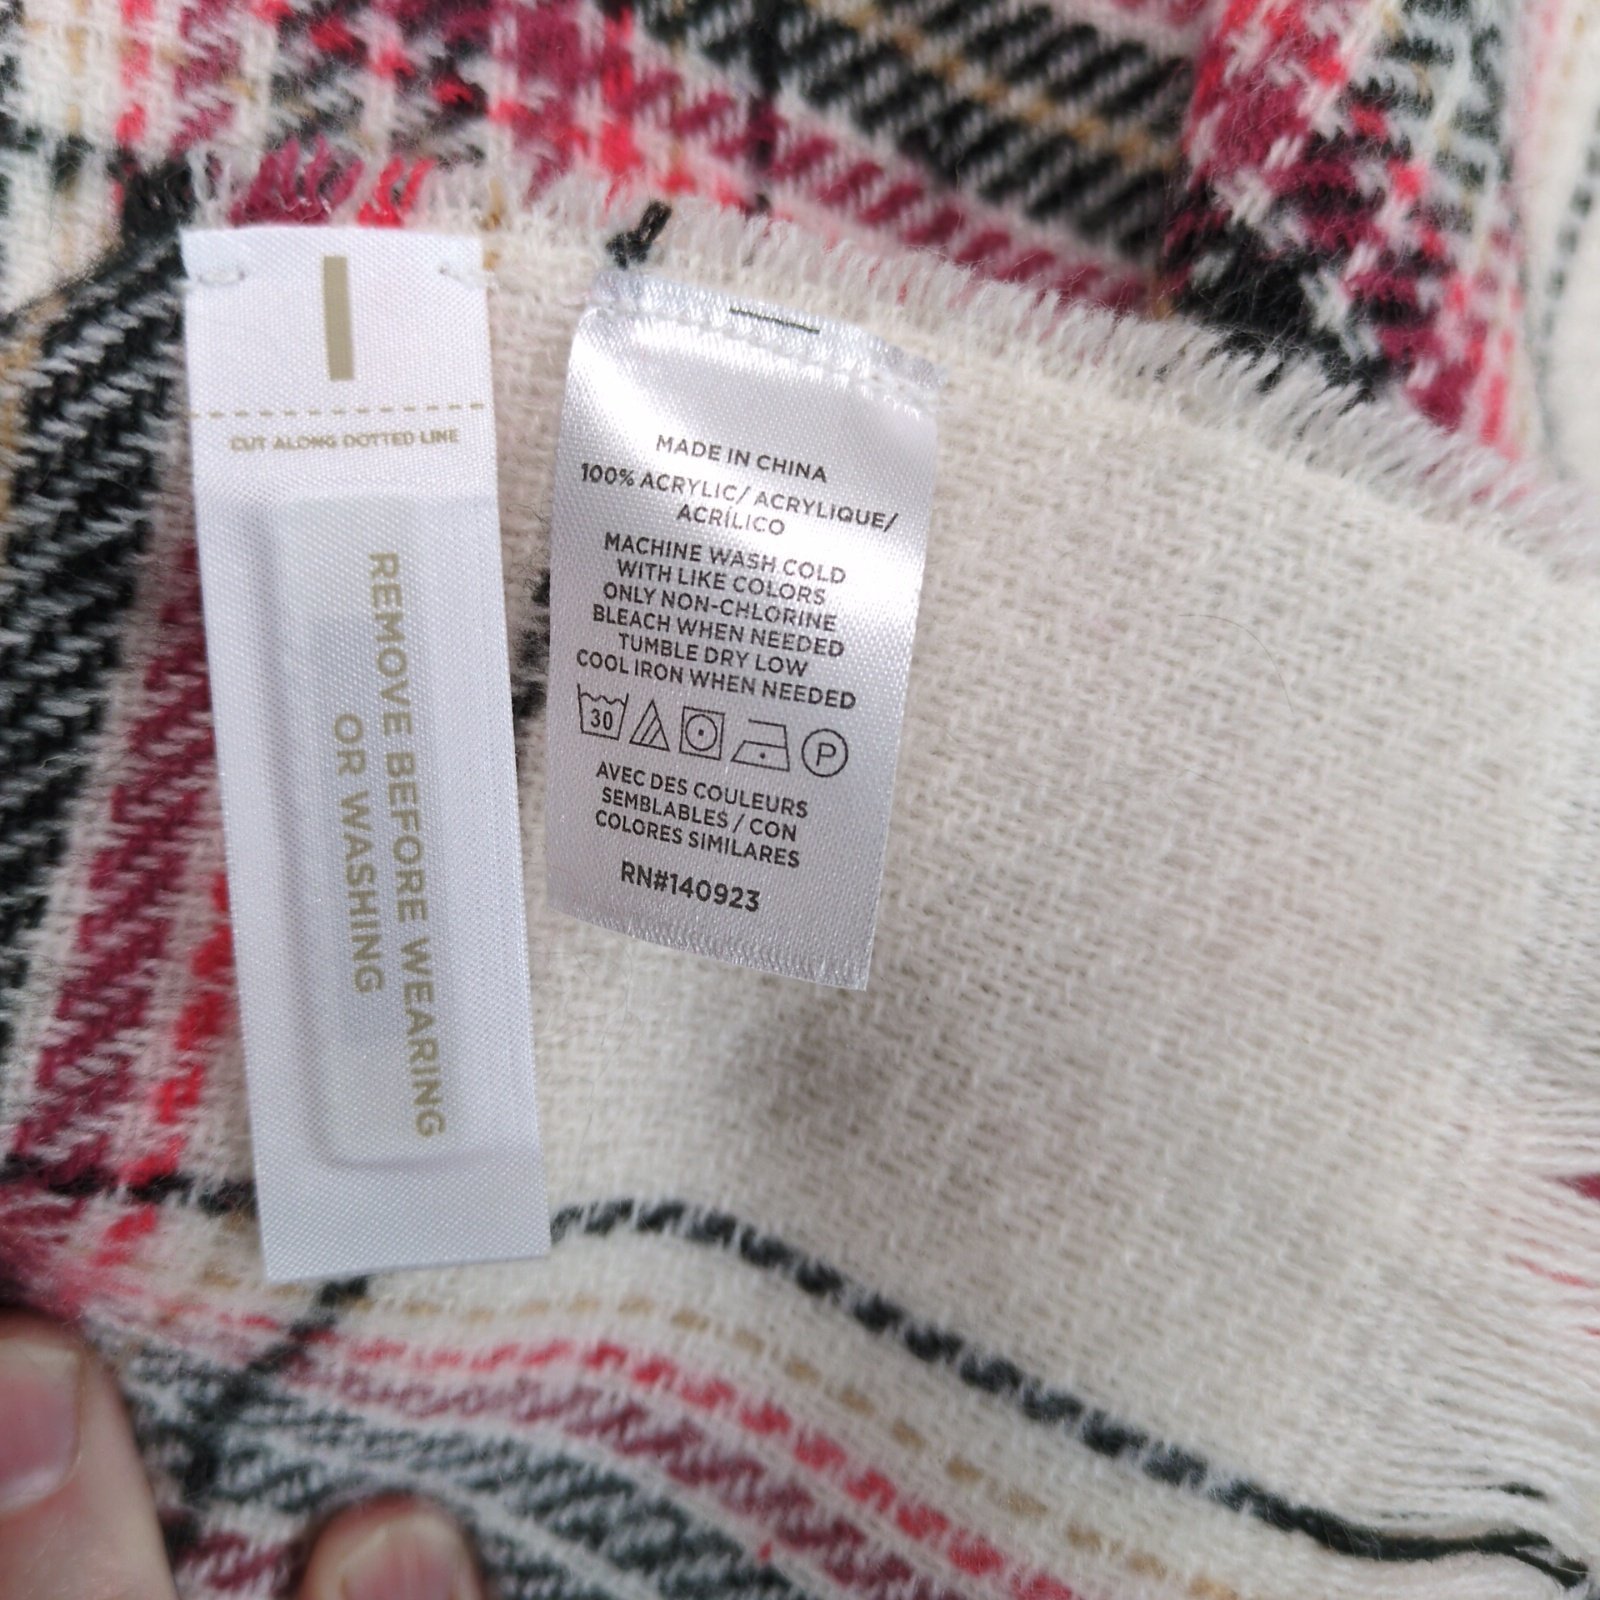 CUT ALONG DOTTED LINE
REMOVE BEFORE WEARING
OR WASHING
MADE IN CHINA
100% ACRYLIC/ ACRYLIQUE/
ACRÍLICO
MACHINE WASH COLD
WITH LIKE COLORS
ONLY NON-CHLORINE
BLEACH WHEN NEEDED
TUMBLE DRY LOW
COOL IRON WHEN NEEDED
30 P
AVEC DES COULEURS
SEMBLABLES / CON
COLORES SIMILARES
RN#140923